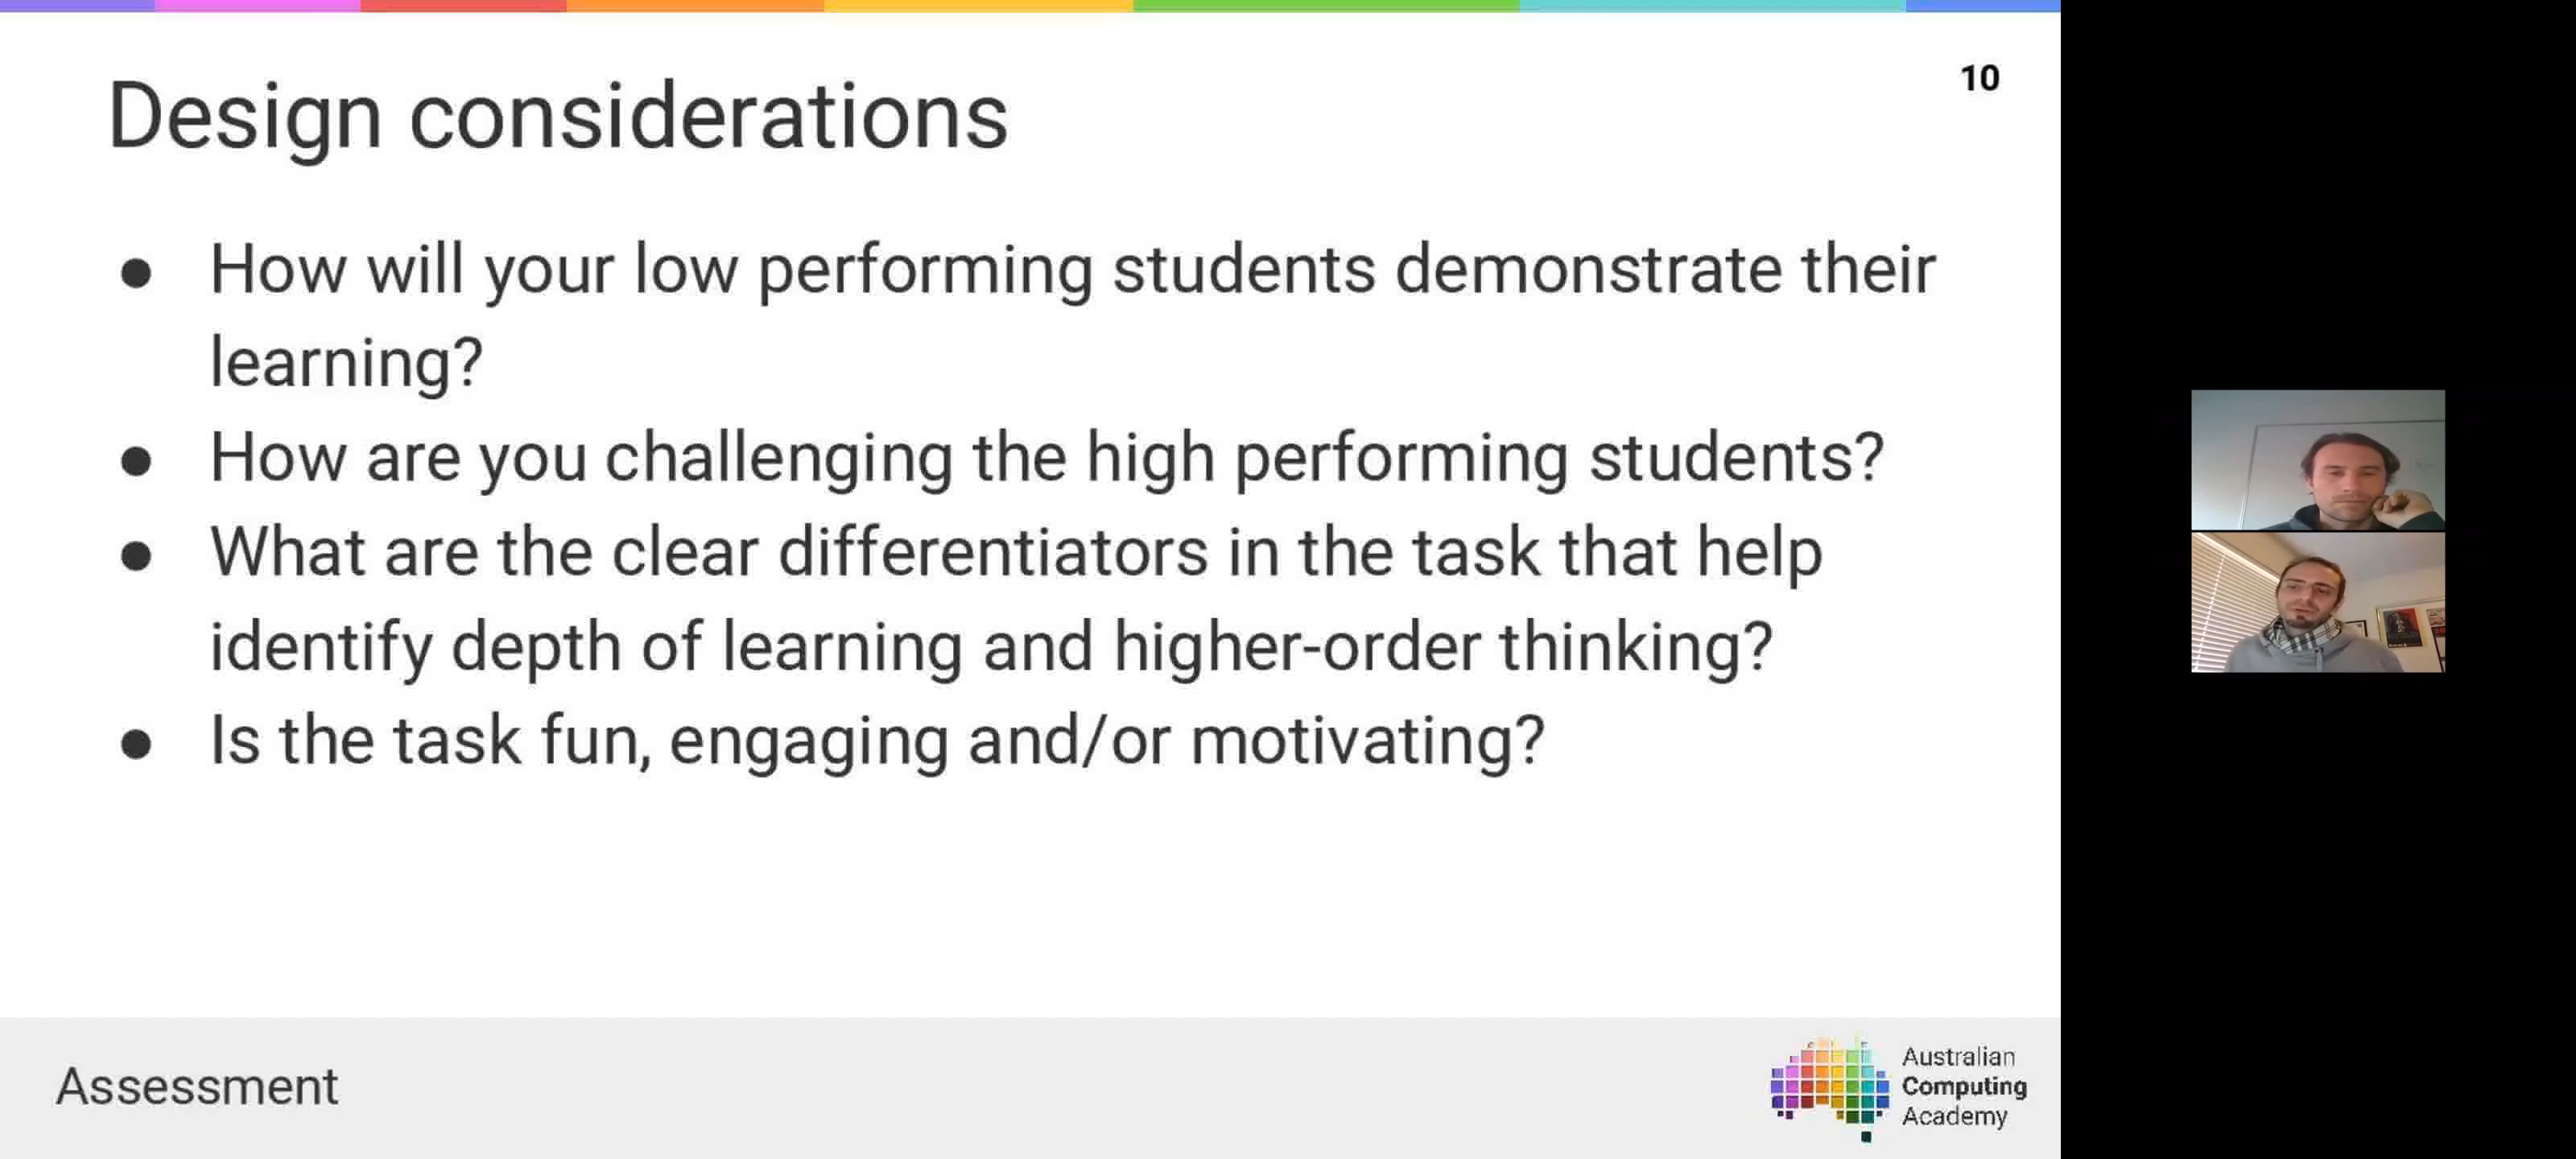 10
Design considerations
● How will your low performing students demonstrate their
learning?
● How are you challenging the high performing students?
● What are the clear differentiators in the task that help
identify depth of learning and higher-order thinking?
● Is the task fun, engaging and/or motivating?
Assessment
Australian
Computing
Academy